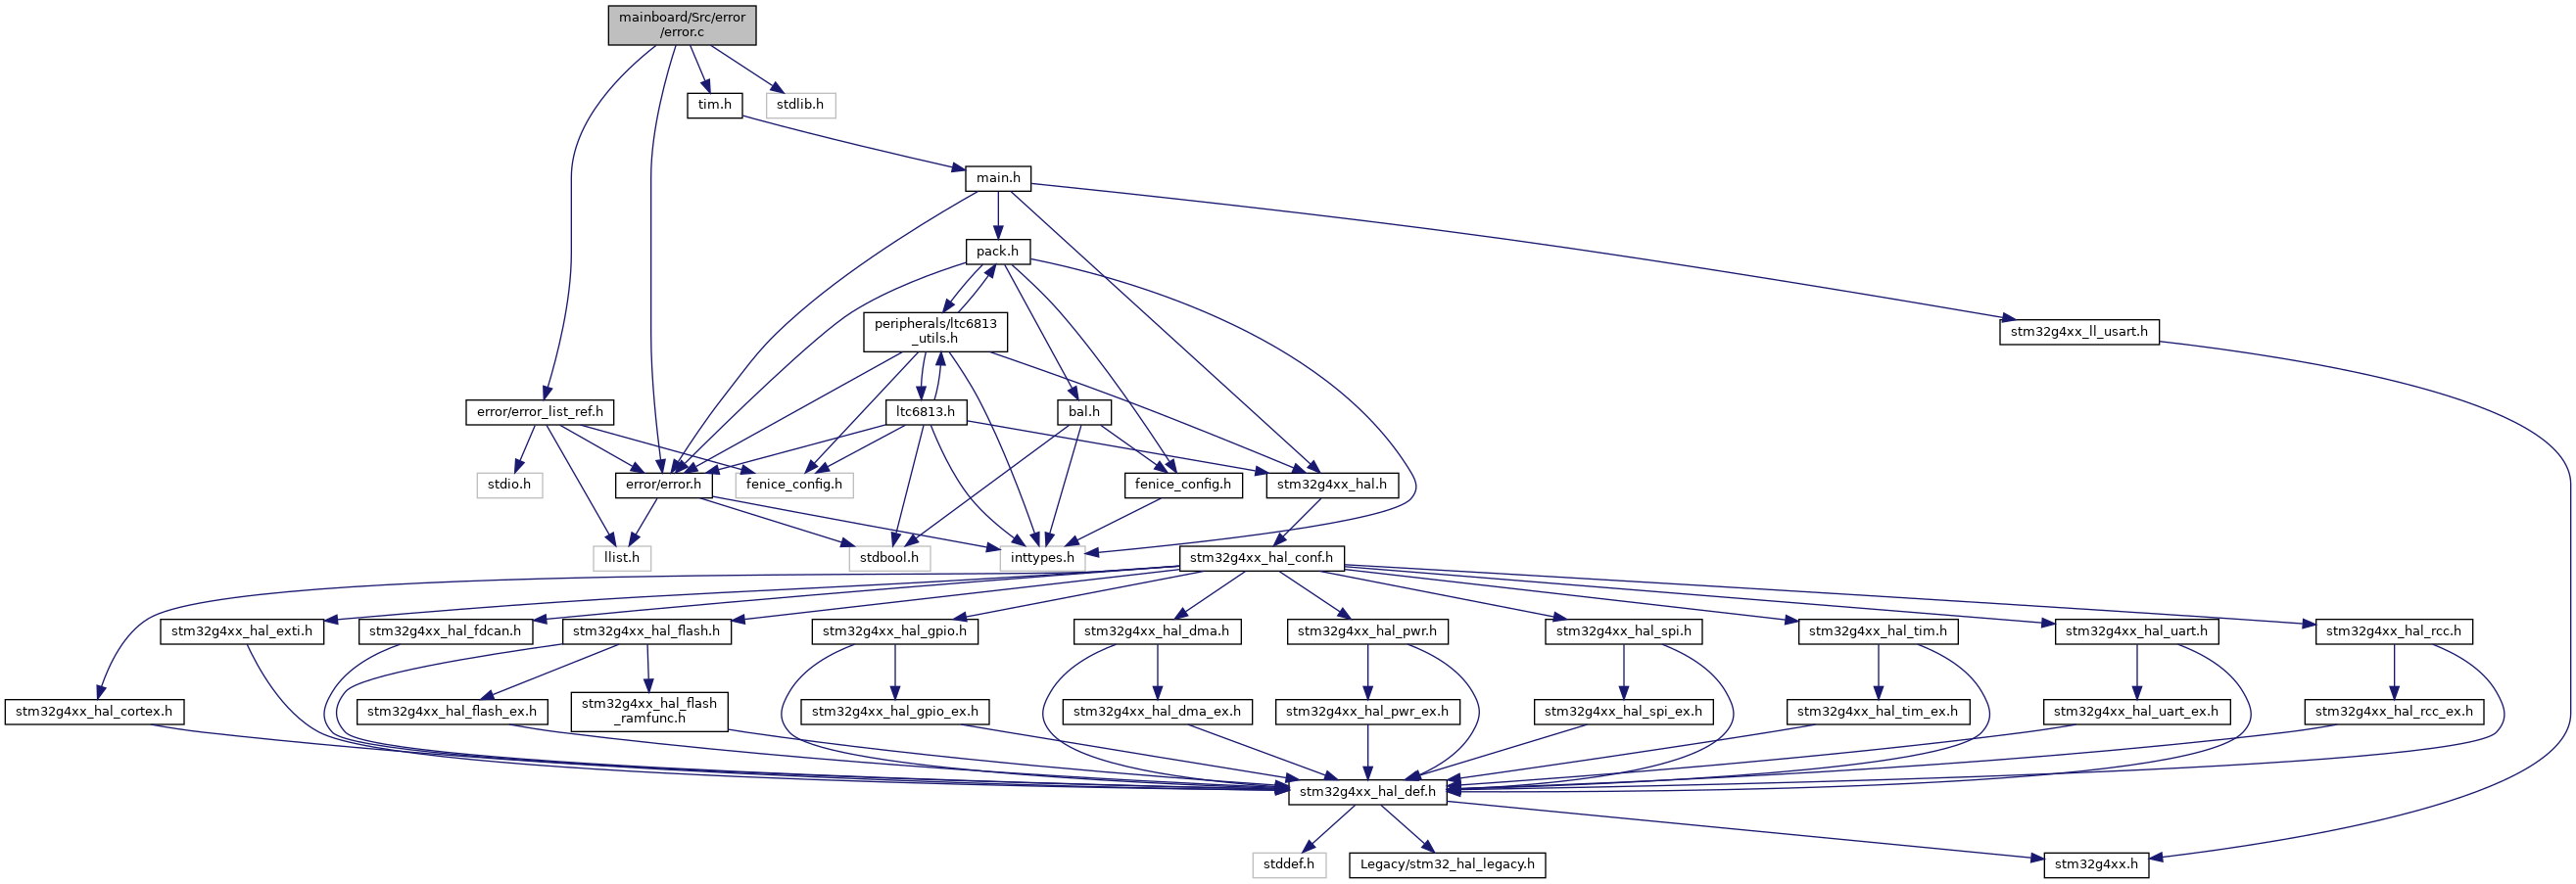 mainboard/Src/error
/error.c
tim.h
stdlib.h
main.h
pack.h
peripherals/ltc6813
_utils.h
stm32g4xx_ll_usart.h
error/error_list_ref.h
ltc6813.h
bal.h
stdio.h
error/error.h
fenice_config.h
fenice_config.h
stm32g4xx_hal.h
llist.h
stdbool.h
inttypes.h
stm32g4xx_hal_conf.h
stm32g4xx_hal_exti.h
stm32g4xx_hal_fdcan.h
stm32g4xx_hal_flash.h
stm32g4xx_hal_gpio.h
stm32g4xx_hal_dma.h
stm32g4xx_hal_pwr.h
stm32g4xx_hal_spi.h
stm32g4xx_hal_tim.h
stm32g4xx_hal_uart.h
stm32g4xx_hal_rcc.h
stm32g4xx_hal_cortex.h
stm32g4xx_hal_flash_ex.h
stm32g4xx_hal_flash
_ramfunc.h
stm32g4xx_hal_gpio_ex.h
stm32g4xx_hal_dma_ex.h
stm32g4xx_hal_pwr_ex.h
stm32g4xx_hal_spi_ex.h
stm32g4xx_hal_tim_ex.h
stm32g4xx_hal_uart_ex.h
stm32g4xx_hal_rcc_ex.h
stm32g4xx_hal_def.h
stddef.h
Legacy/stm32_hal_legacy.h
stm32g4xx.h